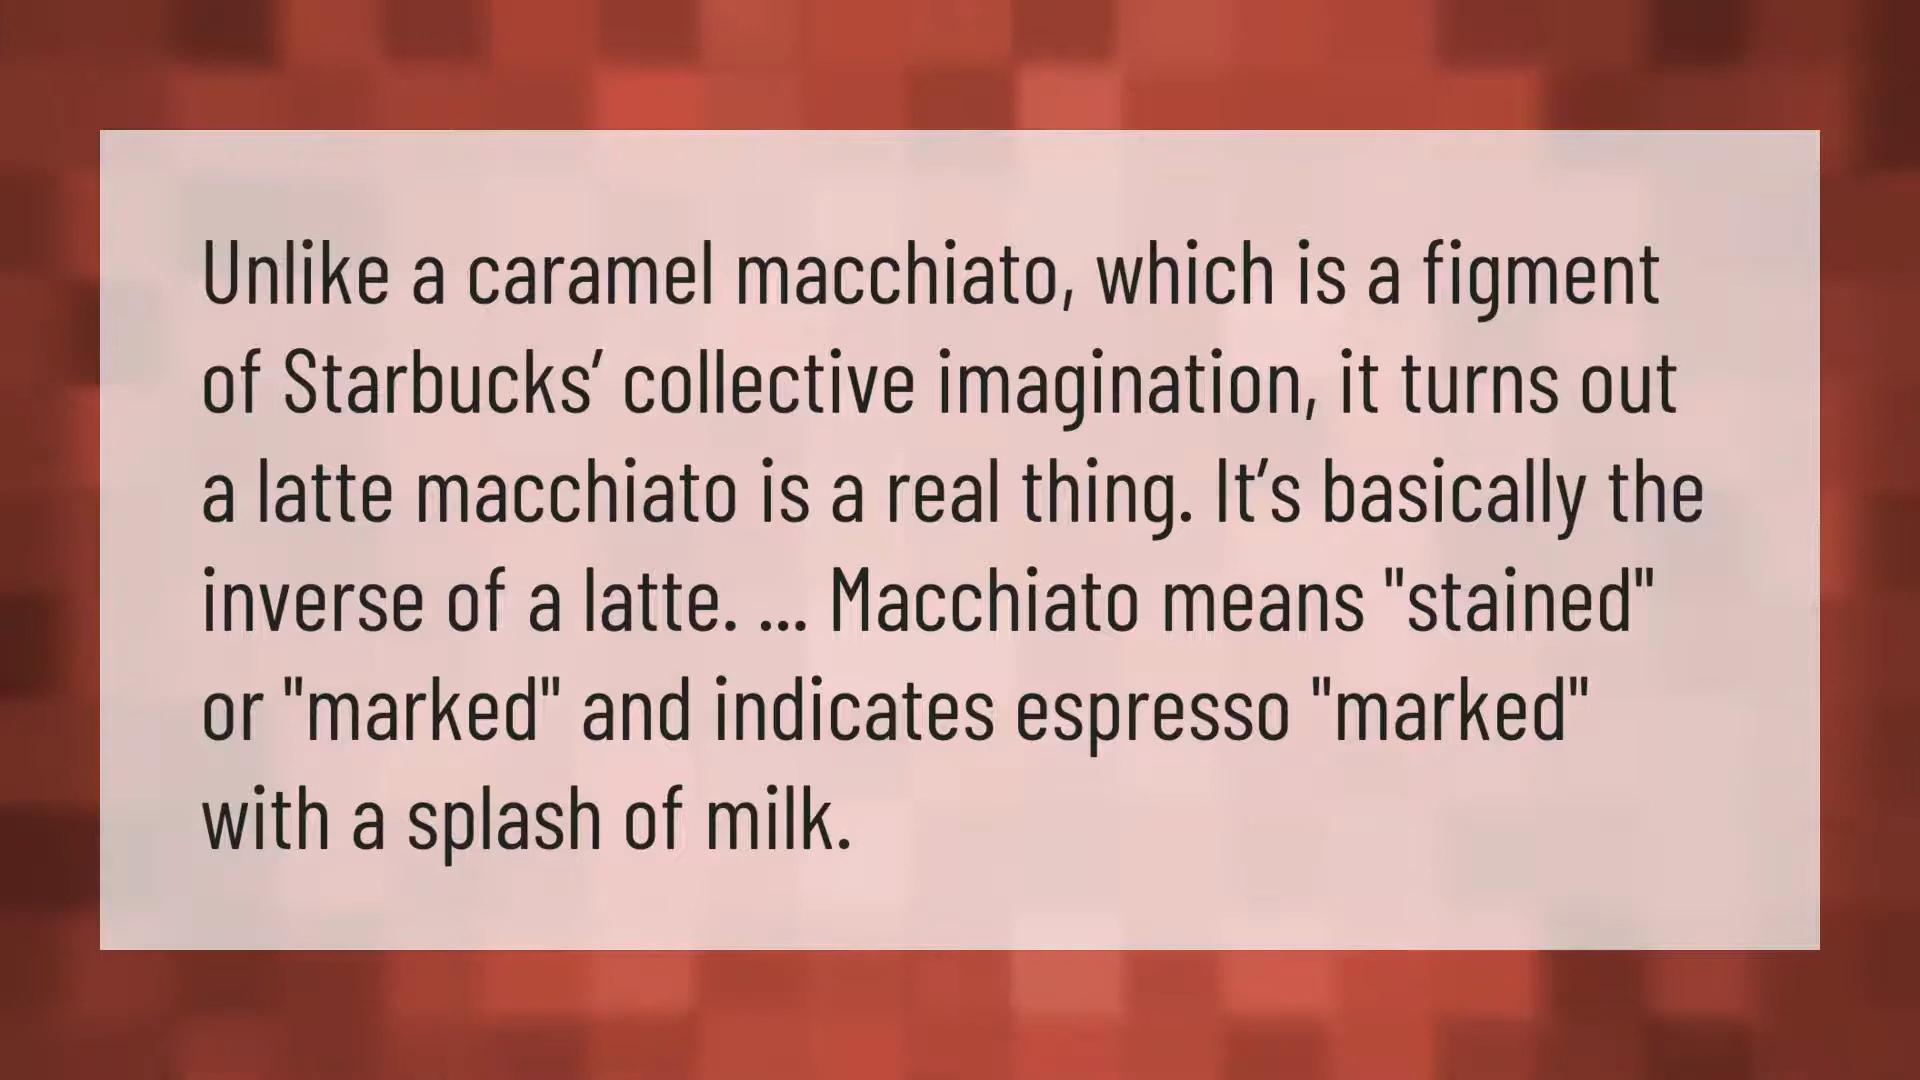 Unlike a caramel macchiato, which is a figment
of Starbucks’ collective imagination, it turns out
a latte macchiato is a real thing. It’s basically the
inverse of a latte. ... Macchiato means "stained"
or "marked" and indicates espresso "marked"
with a splash of milk.